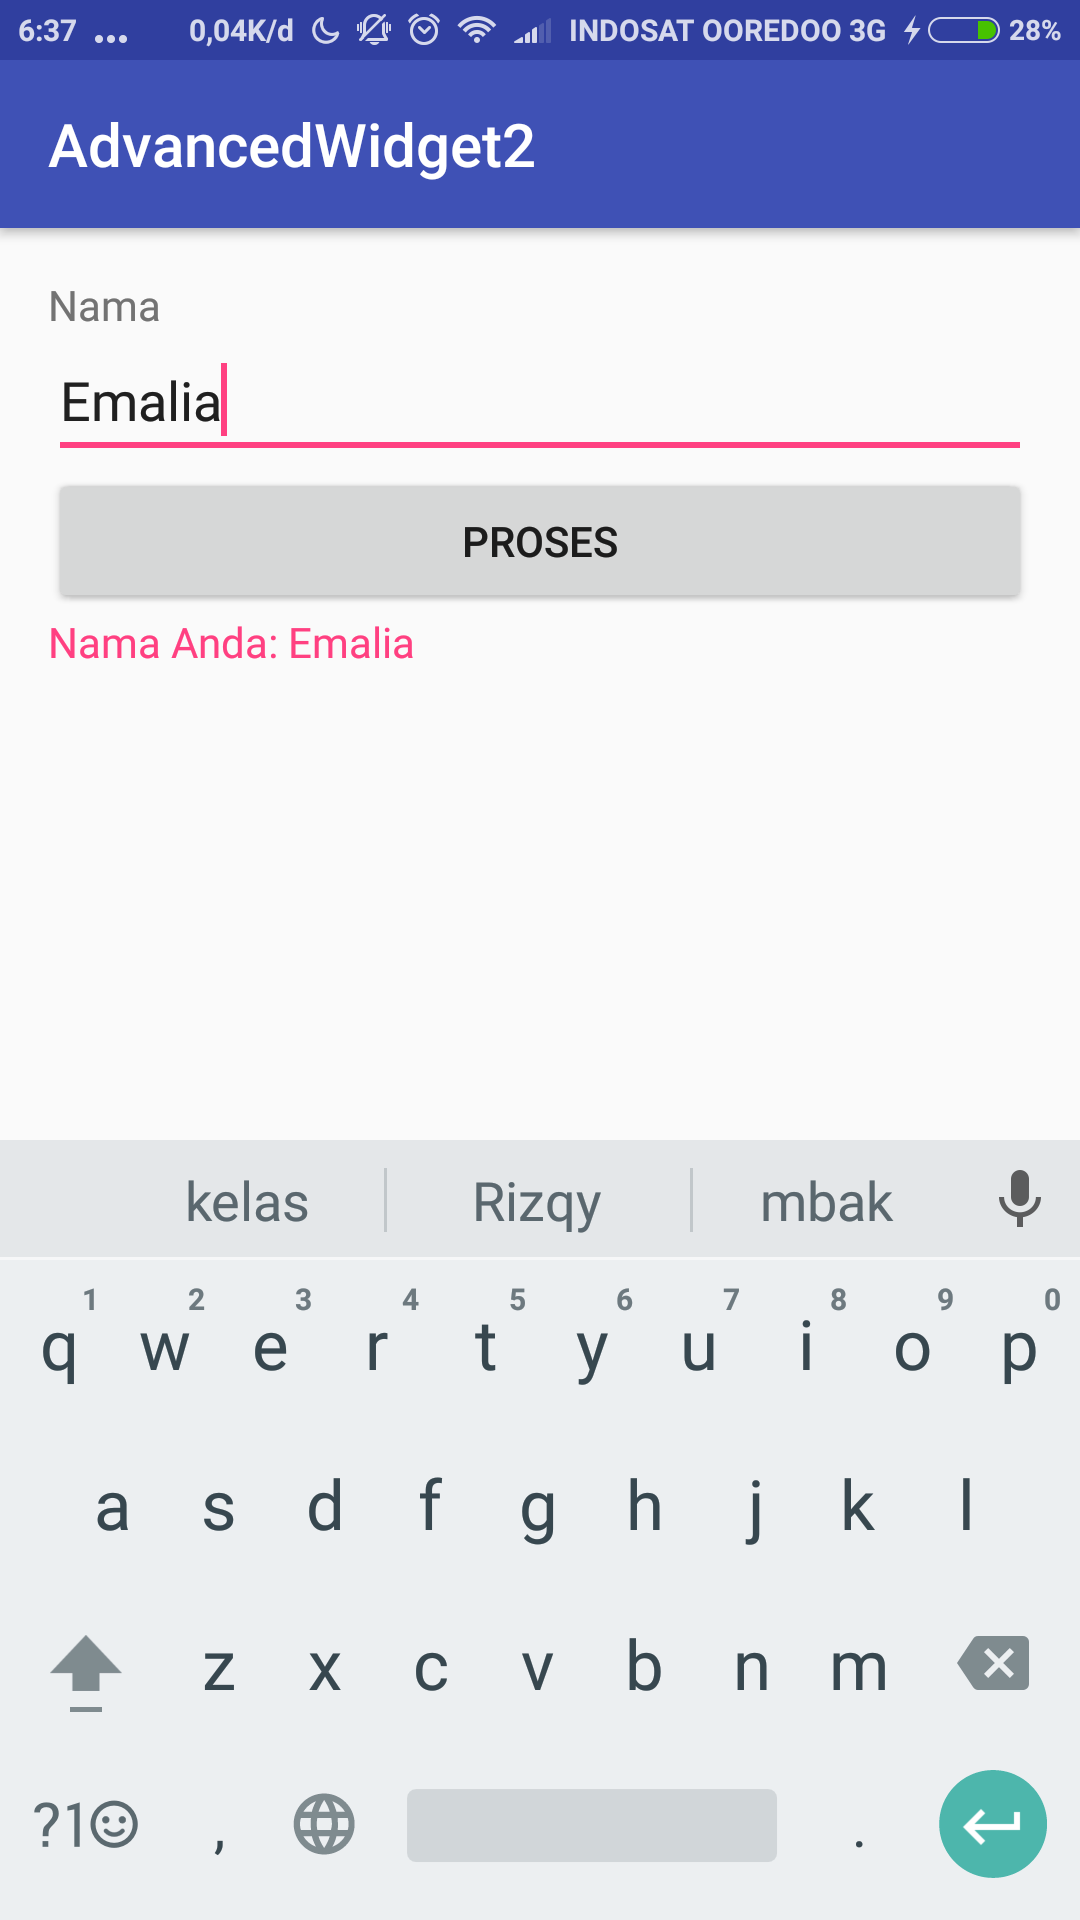 6:37 ... 0,04K/d INDOSAT OOREDOO 3G 28%
AdvancedWidget2
Nama
Emalia
PROSES
Nama Anda: Emalia
kelas Rizqy mbak
1 2 3 4 5 6 7 8 9 0
q w e r t y u i o p
a s d f g h j k l
z x c v b n m
?1☺ , .